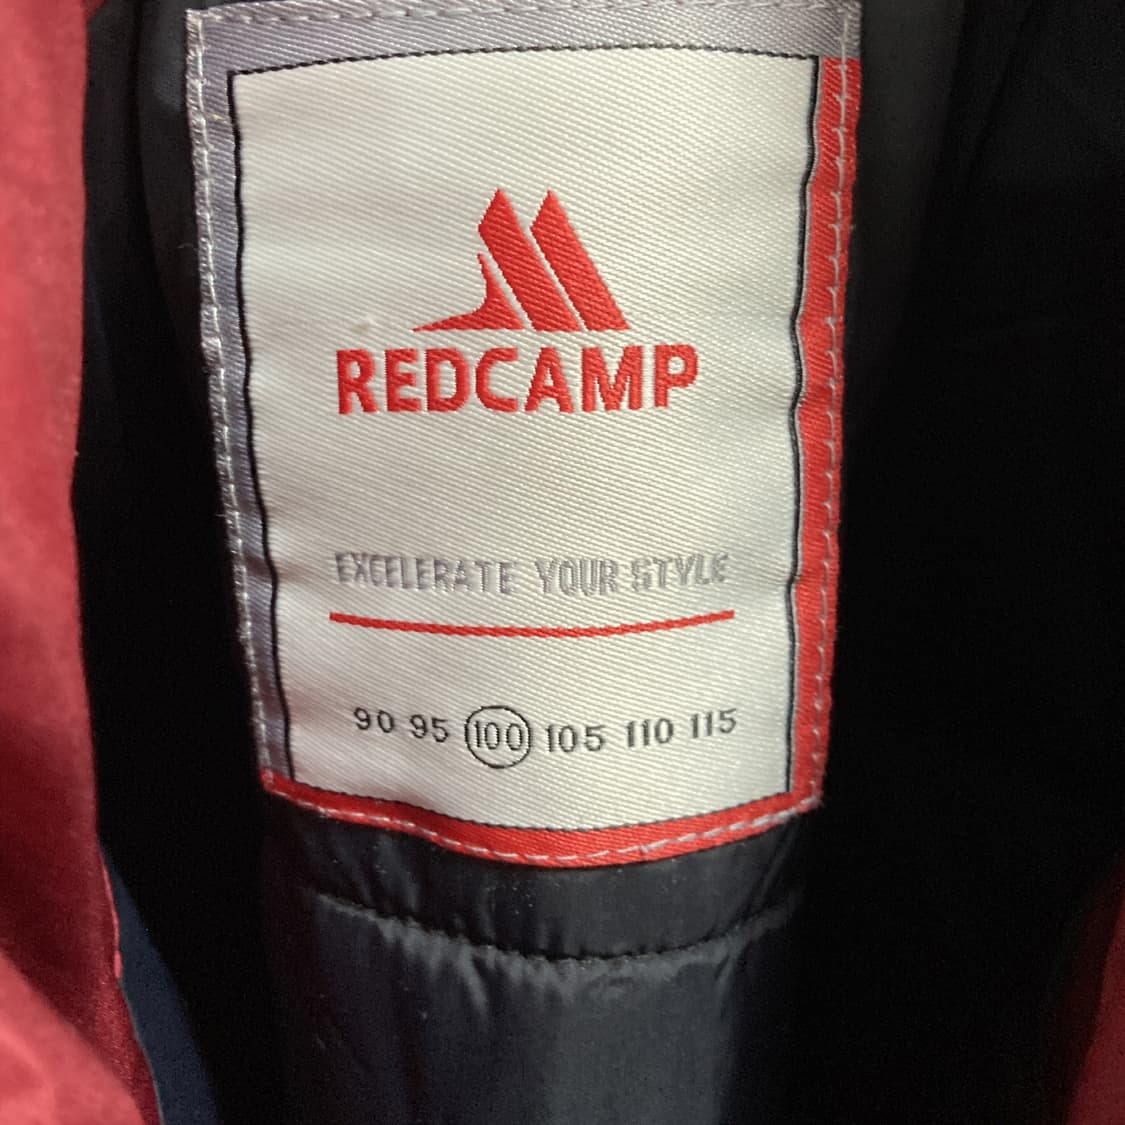 REDCAMP
EXCELERATE YOUR STYLE
90 95 100 105 110 115